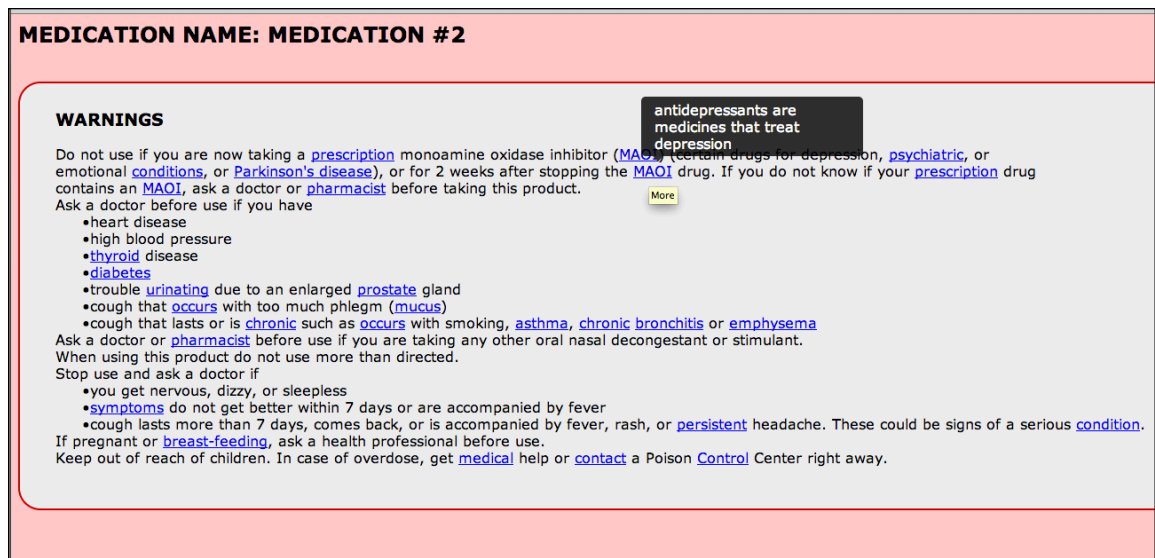 MEDICATION NAME: MEDICATION #2
WARNINGS
antidepressants are
medicines that treat
depression
Do not use if you are now taking a prescription monoamine oxidase inhibitor (MAOI) (certain drugs for depression, psychiatric, or
emotional conditions, or Parkinson's disease), or for 2 weeks after stopping the MAOI drug. If you do not know if your prescription drug
contains an MAOI, ask a doctor or pharmacist before taking this product.
More
Ask a doctor before use if you have
•heart disease
•high blood pressure
•thyroid disease
•diabetes
•trouble urinating due to an enlarged prostate gland
•cough that occurs with too much phlegm (mucus)
•cough that lasts or is chronic such as occurs with smoking, asthma, chronic bronchitis or emphysema
Ask a doctor or pharmacist before use if you are taking any other oral nasal decongestant or stimulant.
When using this product do not use more than directed.
Stop use and ask a doctor if
•you get nervous, dizzy, or sleepless
•symptoms do not get better within 7 days or are accompanied by fever
•cough lasts more than 7 days, comes back, or is accompanied by fever, rash, or persistent headache. These could be signs of a serious condition.
If pregnant or breast-feeding, ask a health professional before use.
Keep out of reach of children. In case of overdose, get medical help or contact a Poison Control Center right away.